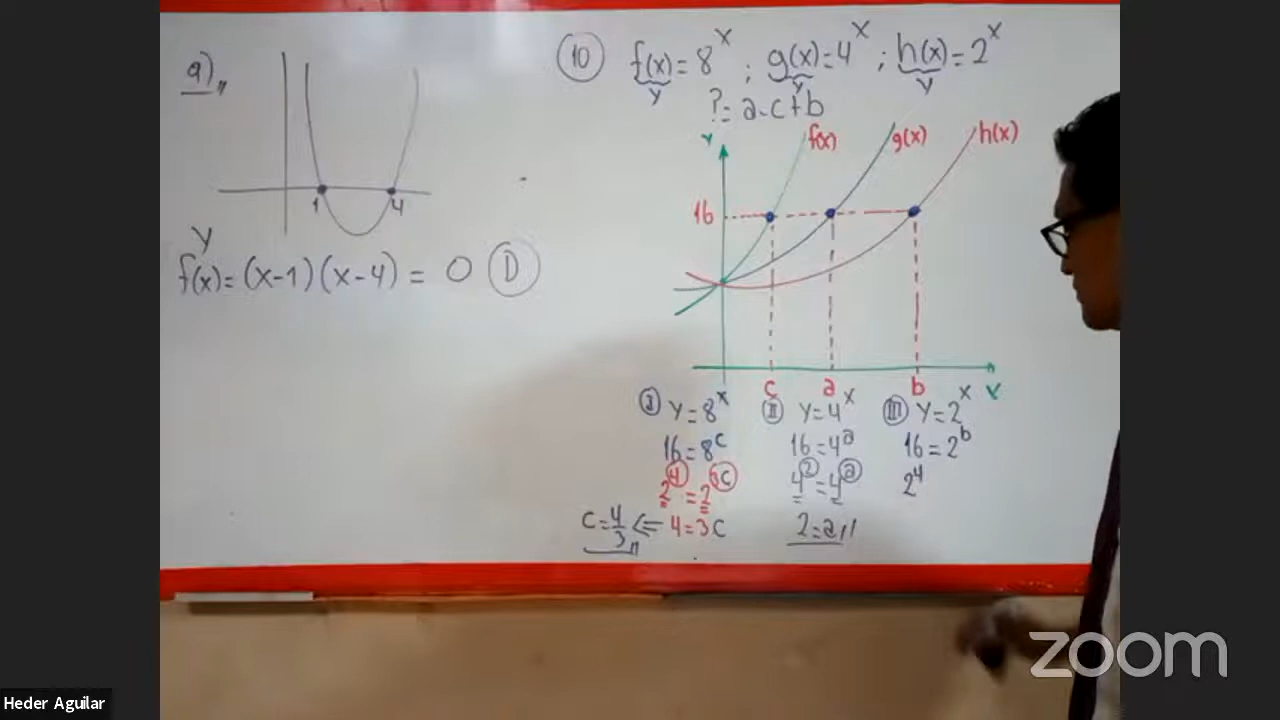 9)
1 4
y
f(x) = (x-1)(x-4) = 0 D
10 f(x) = 8^x ; g(x) = 4^x ; h(x) = 2^x
y y y
? = a-c+b
Y f(x) g(x) h(x)
16
c a b x
I y = 8^x II y = 4^x III y = 2^x
16 = 8^c 16 = 4^a 16 = 2^b
2^4 = 2^3c 4^2 = 4^a 2^4
c = 4/3 <= 4 = 3c 2 = a
zoom
Heder Aguilar